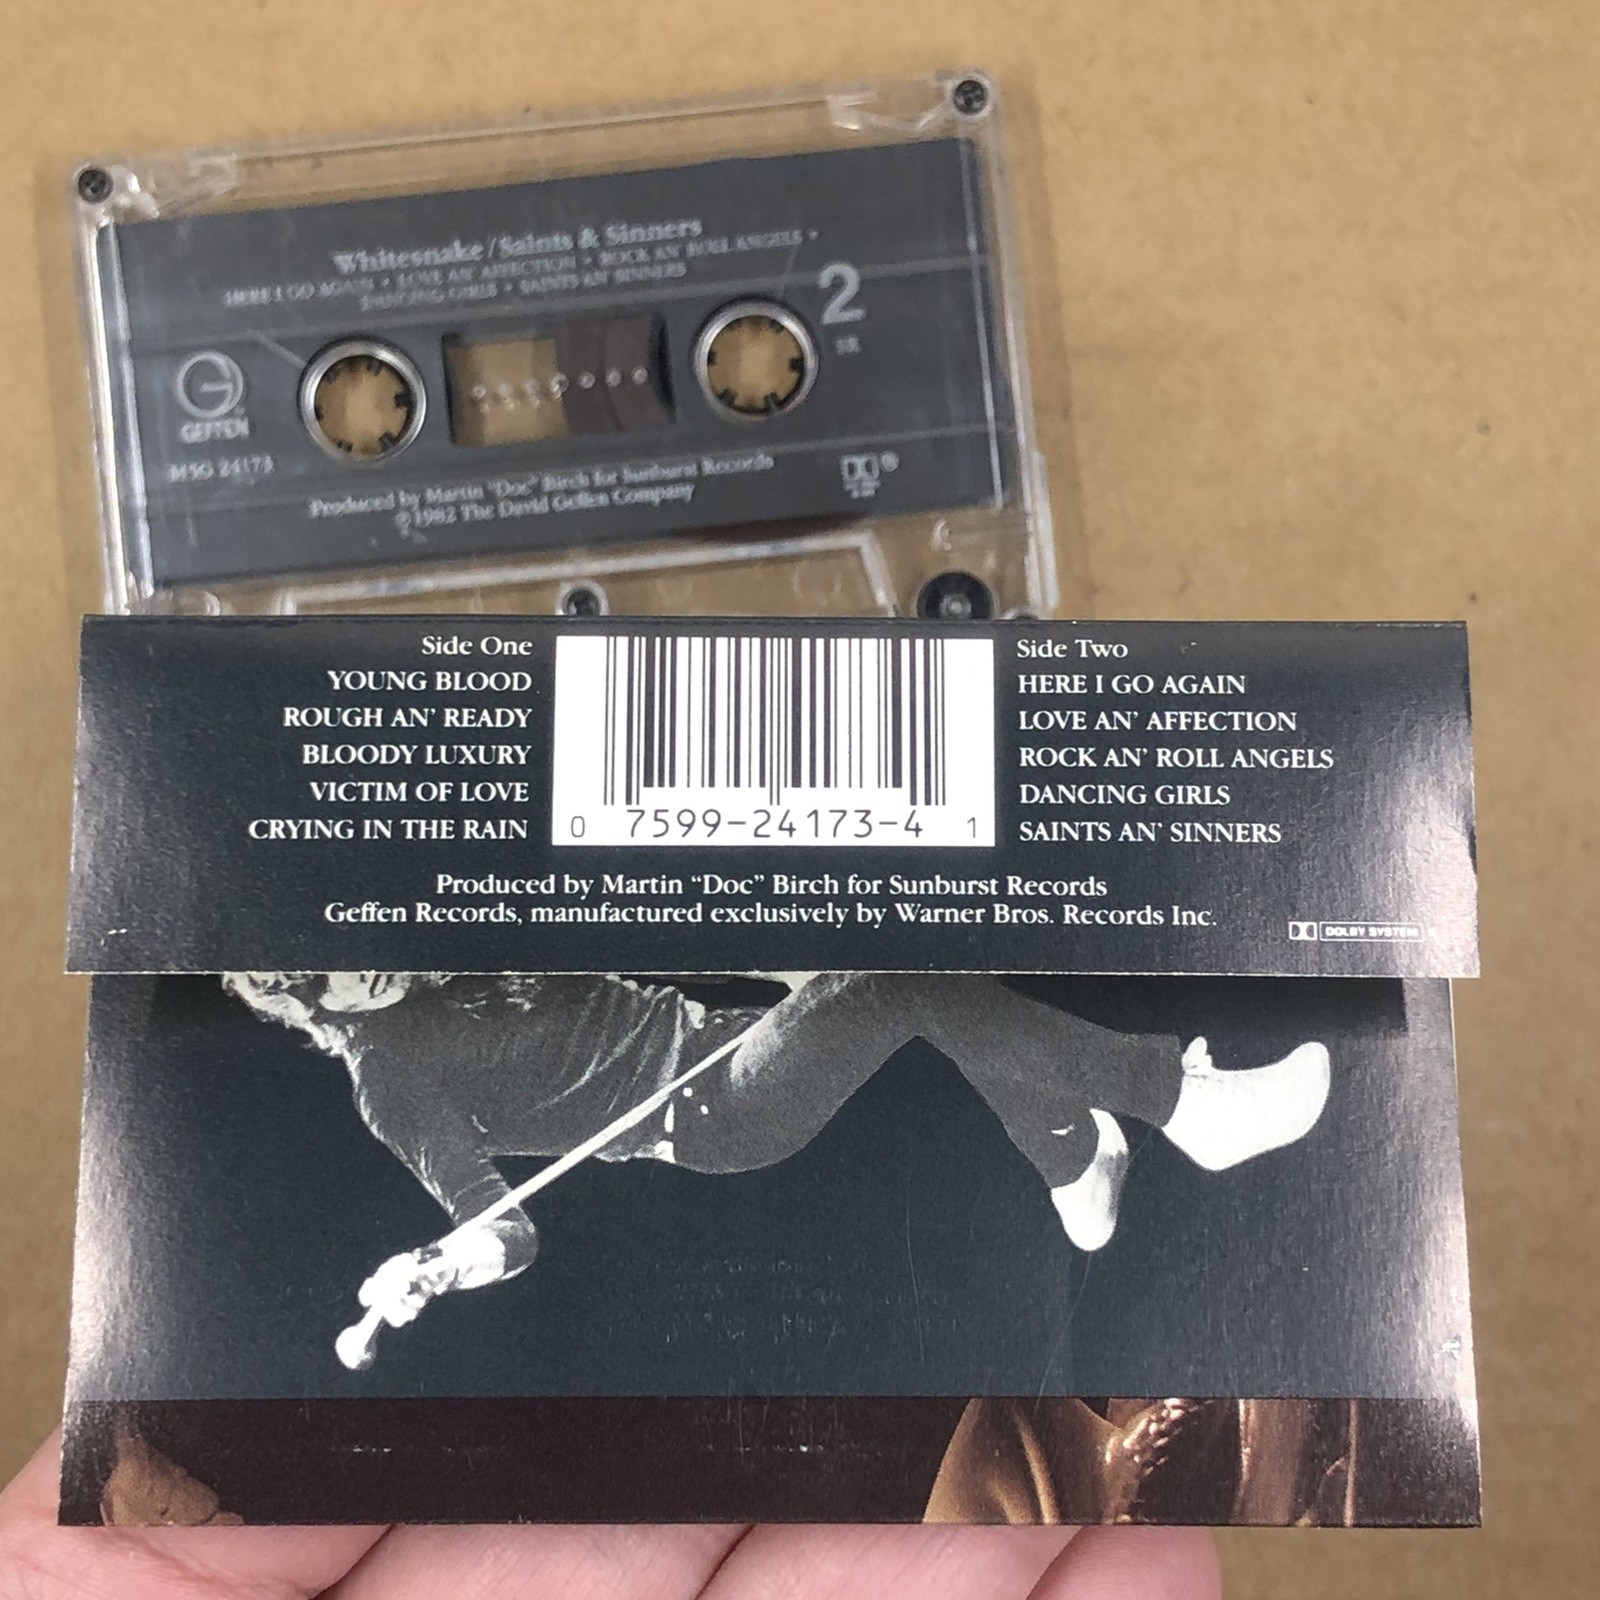 Whitesnake / Saints & Sinners
HERE I GO AGAIN • LOVE AN' AFFECTION • ROCK AN' ROLL ANGELS •
DANCING GIRLS • SAINTS AN' SINNERS
2
G
GEFFEN
M5G 24173
Produced by Martin "Doc" Birch for Sunburst Records
℗ 1982 The David Geffen Company
Side One
YOUNG BLOOD
ROUGH AN' READY
BLOODY LUXURY
VICTIM OF LOVE
CRYING IN THE RAIN
0 7599-24173-4 1
Side Two
HERE I GO AGAIN
LOVE AN' AFFECTION
ROCK AN' ROLL ANGELS
DANCING GIRLS
SAINTS AN' SINNERS
Produced by Martin “Doc” Birch for Sunburst Records
Geffen Records, manufactured exclusively by Warner Bros. Records Inc.
DOLBY SYSTEM